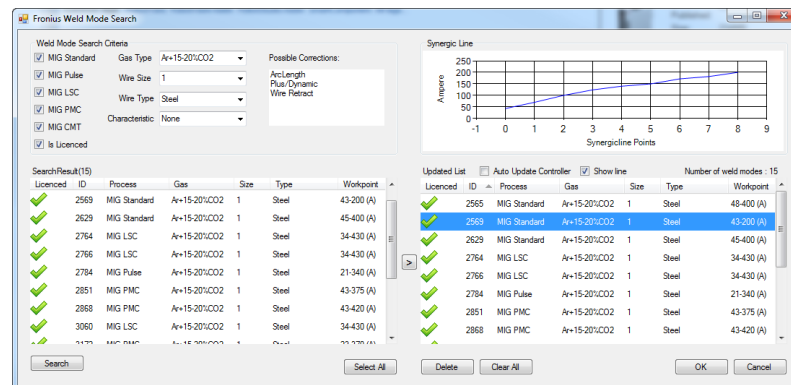 Fronius Weld Mode Search
Weld Mode Search Criteria
MIG Standard Gas Type Ar+15-20%CO2 Possible Corrections:
MIG Pulse Wire Size 1 ArcLength
MIG LSC Wire Type Steel Plus/Dynamic
MIG PMC Characteristic None Wire Retract
MIG CMT
Is Licenced
Synergic Line
Ampere
250
200
150
100
50
0
-1 0 1 2 3 4 5 6 7 8 9
Synergicline Points
SearchResult(15)
Licenced ID Process Gas Size Type Workpoint
2569 MIG Standard Ar+15-20%CO2 1 Steel 43-200 (A)
2629 MIG Standard Ar+15-20%CO2 1 Steel 45-400 (A)
2764 MIG LSC Ar+15-20%CO2 1 Steel 34-430 (A)
2766 MIG LSC Ar+15-20%CO2 1 Steel 34-430 (A)
2784 MIG Pulse Ar+15-20%CO2 1 Steel 21-340 (A)
2851 MIG PMC Ar+15-20%CO2 1 Steel 43-375 (A)
2868 MIG PMC Ar+15-20%CO2 1 Steel 43-420 (A)
3060 MIG LSC Ar+15-20%CO2 1 Steel 34-430 (A)
Search Select All
>
Updated List Auto Update Controller Show line Number of weld modes : 15
Licenced ID Process Gas Size Type Workpoint
2565 MIG Standard Ar+15-20%CO2 1 Steel 48-400 (A)
2569 MIG Standard Ar+15-20%CO2 1 Steel 43-200 (A)
2629 MIG Standard Ar+15-20%CO2 1 Steel 45-400 (A)
2764 MIG LSC Ar+15-20%CO2 1 Steel 34-430 (A)
2766 MIG LSC Ar+15-20%CO2 1 Steel 34-430 (A)
2784 MIG Pulse Ar+15-20%CO2 1 Steel 21-340 (A)
2851 MIG PMC Ar+15-20%CO2 1 Steel 43-375 (A)
2868 MIG PMC Ar+15-20%CO2 1 Steel 43-420 (A)
Delete Clear All OK Cancel